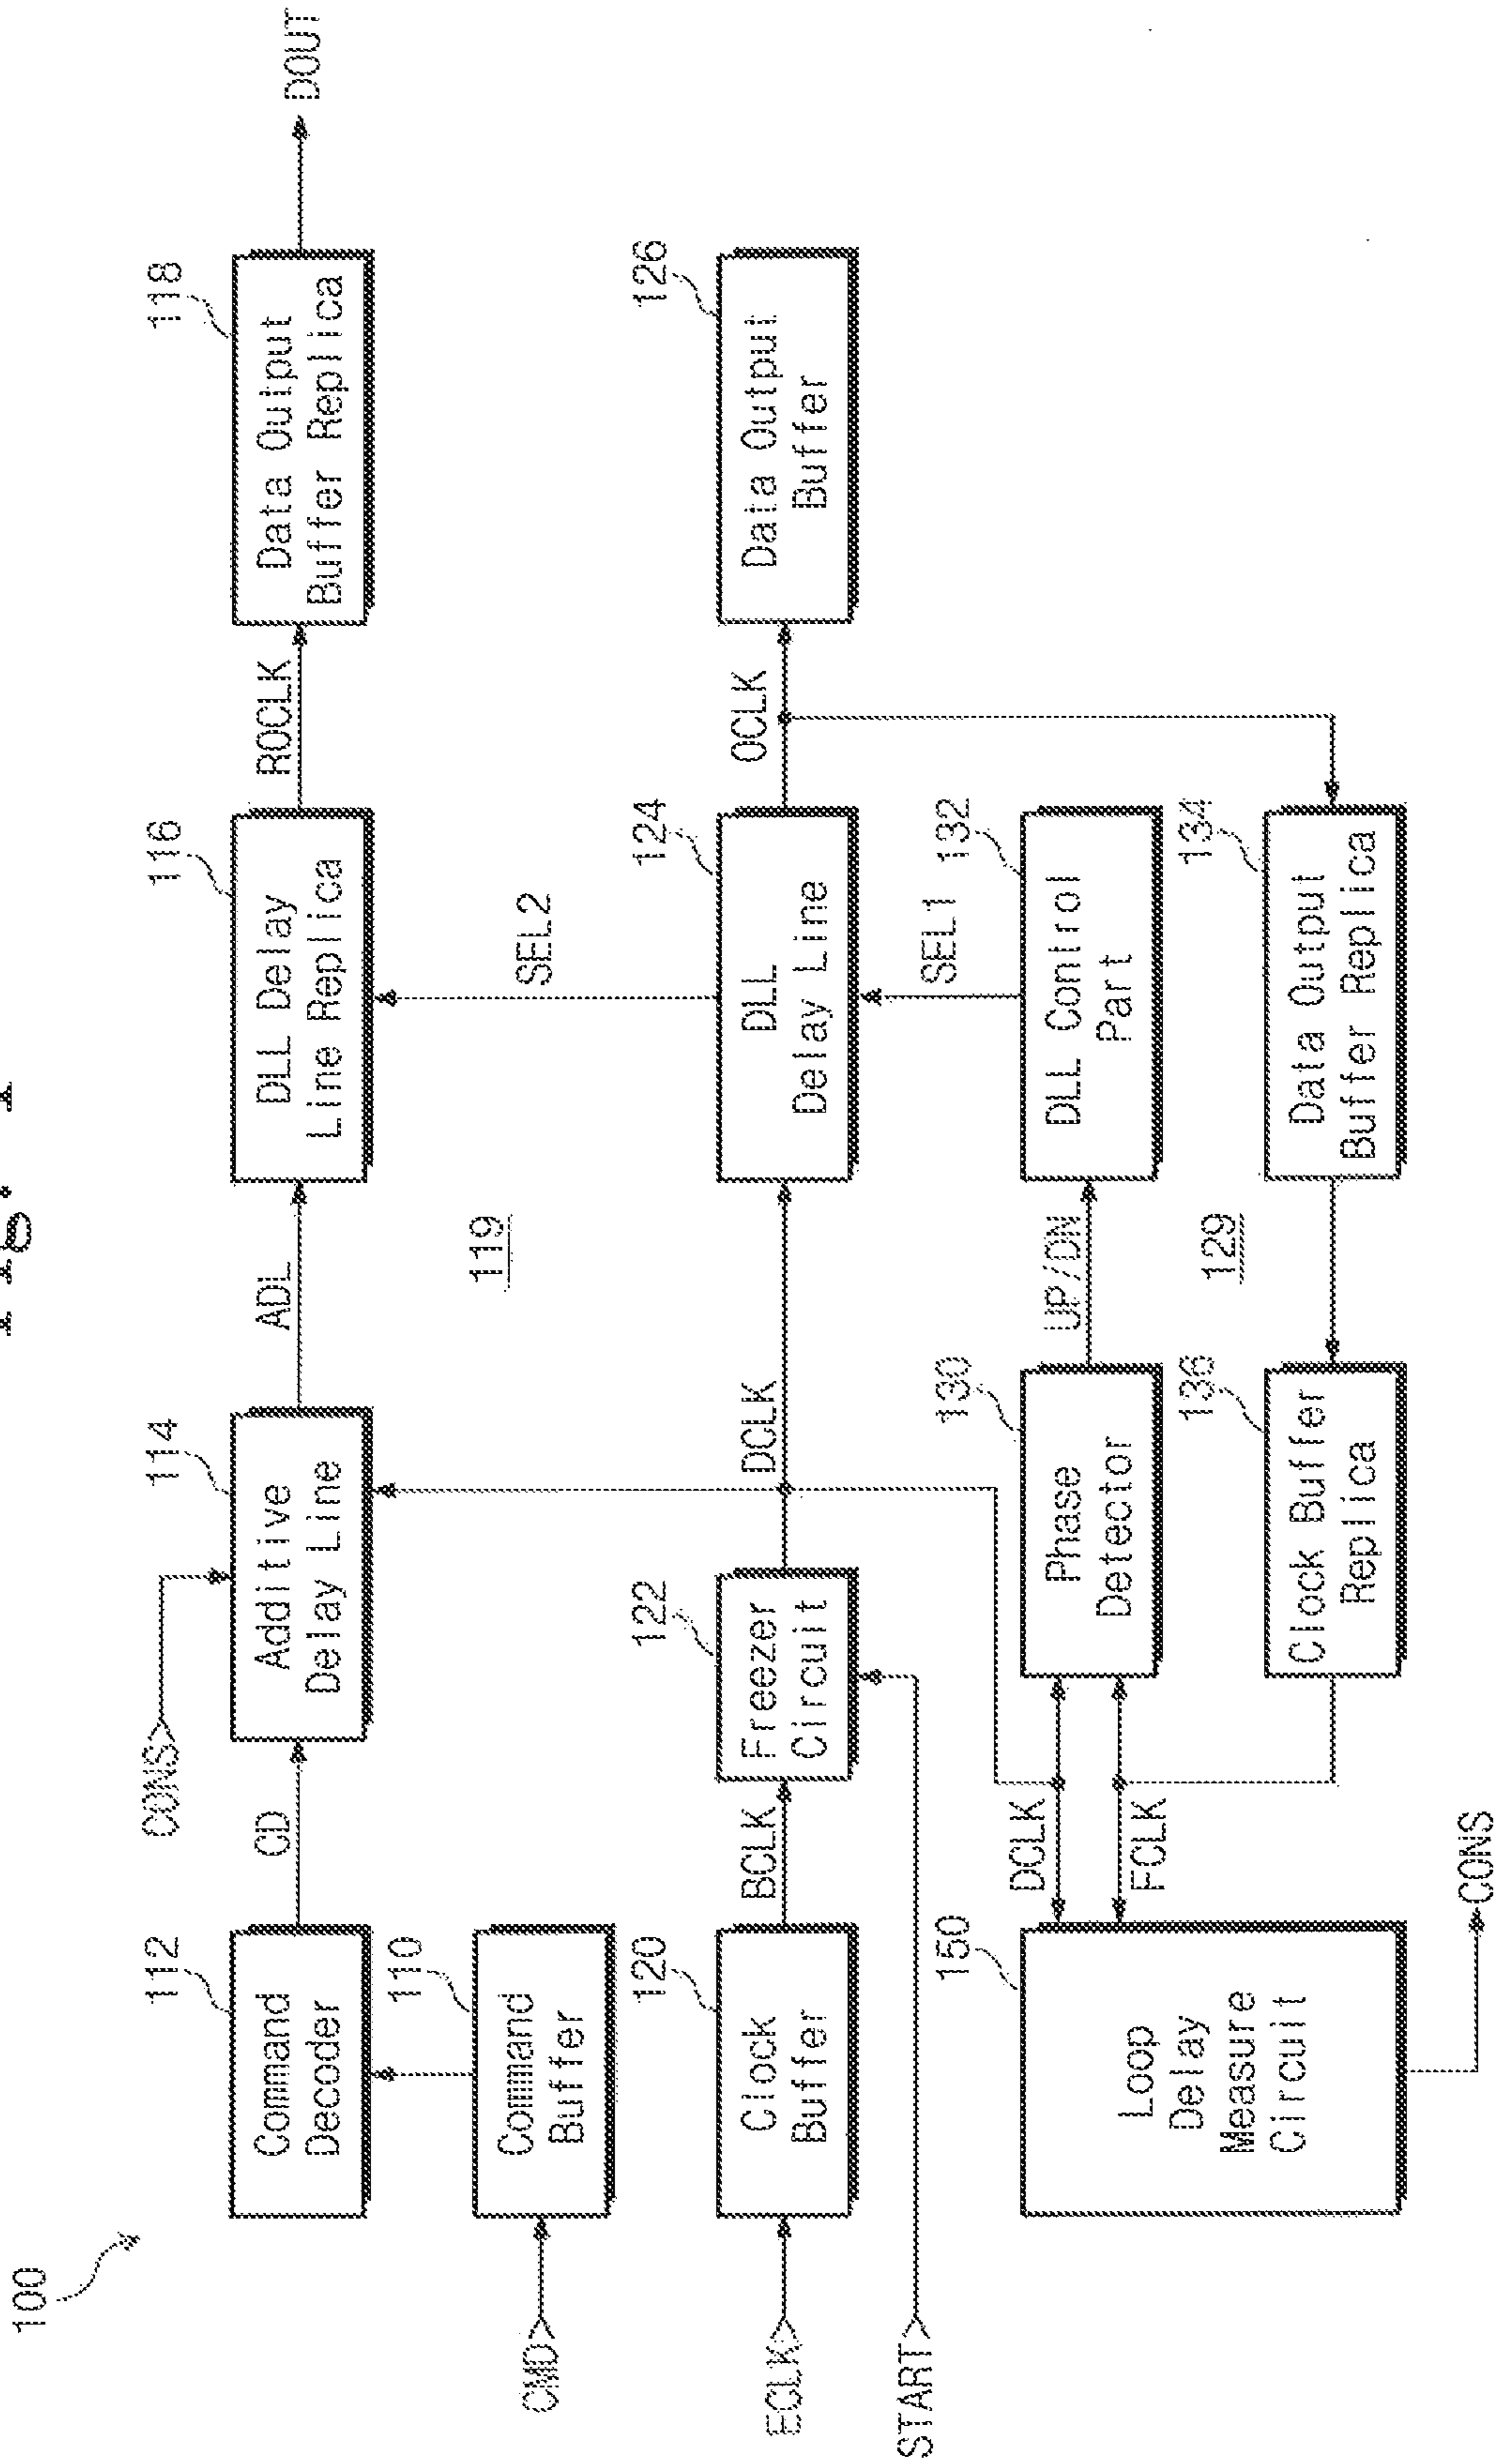 Fig. 1
100
112
Command
Decoder
CD
CONS
114
Additive
Delay Line
ADL
116
DLL Delay
Line Replica
ROCLK
118
Data Output
Buffer Replica
DOUT
CMD
110
Command
Buffer
119
SEL2
ECLK
120
Clock
Buffer
BCLK
122
Freezer
Circuit
DCLK
124
DLL
Delay Line
OCLK
126
Data Output
Buffer
START
150
Loop
Delay
Measure
Circuit
DCLK
FCLK
CONS
130
Phase
Detector
UP/DN
SEL1
132
DLL Control
Part
129
136
Clock Buffer
Replica
134
Data Output
Buffer Replica